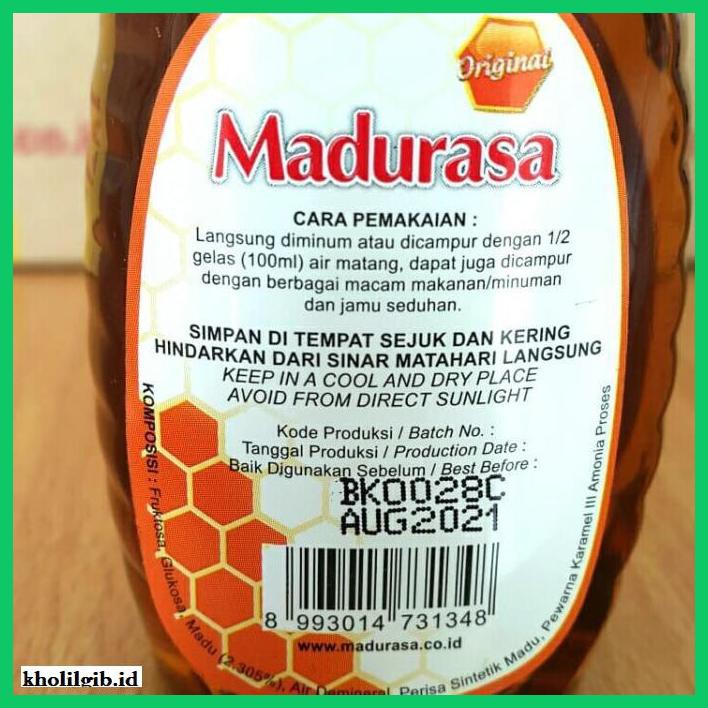 Original
Madurasa
CARA PEMAKAIAN :
Langsung diminum atau dicampur dengan 1/2
gelas (100ml) air matang, dapat juga dicampur
dengan berbagai macam makanan/minuman
dan jamu seduhan.
SIMPAN DI TEMPAT SEJUK DAN KERING
HINDARKAN DARI SINAR MATAHARI LANGSUNG
KEEP IN A COOL AND DRY PLACE
AVOID FROM DIRECT SUNLIGHT
Kode Produksi / Batch No. :
Tanggal Produksi / Production Date :
Baik Digunakan Sebelum / Best Before :
BK0028C
AUG2021
8 993014 731348
www.madurasa.co.id
KOMPOSISI : Fruktosa, Glukosa, Madu (2,305%), Air Demineral, Perisa Sintetik Madu, Pewarna Karamel III Amonia Proses
kholilgib.id